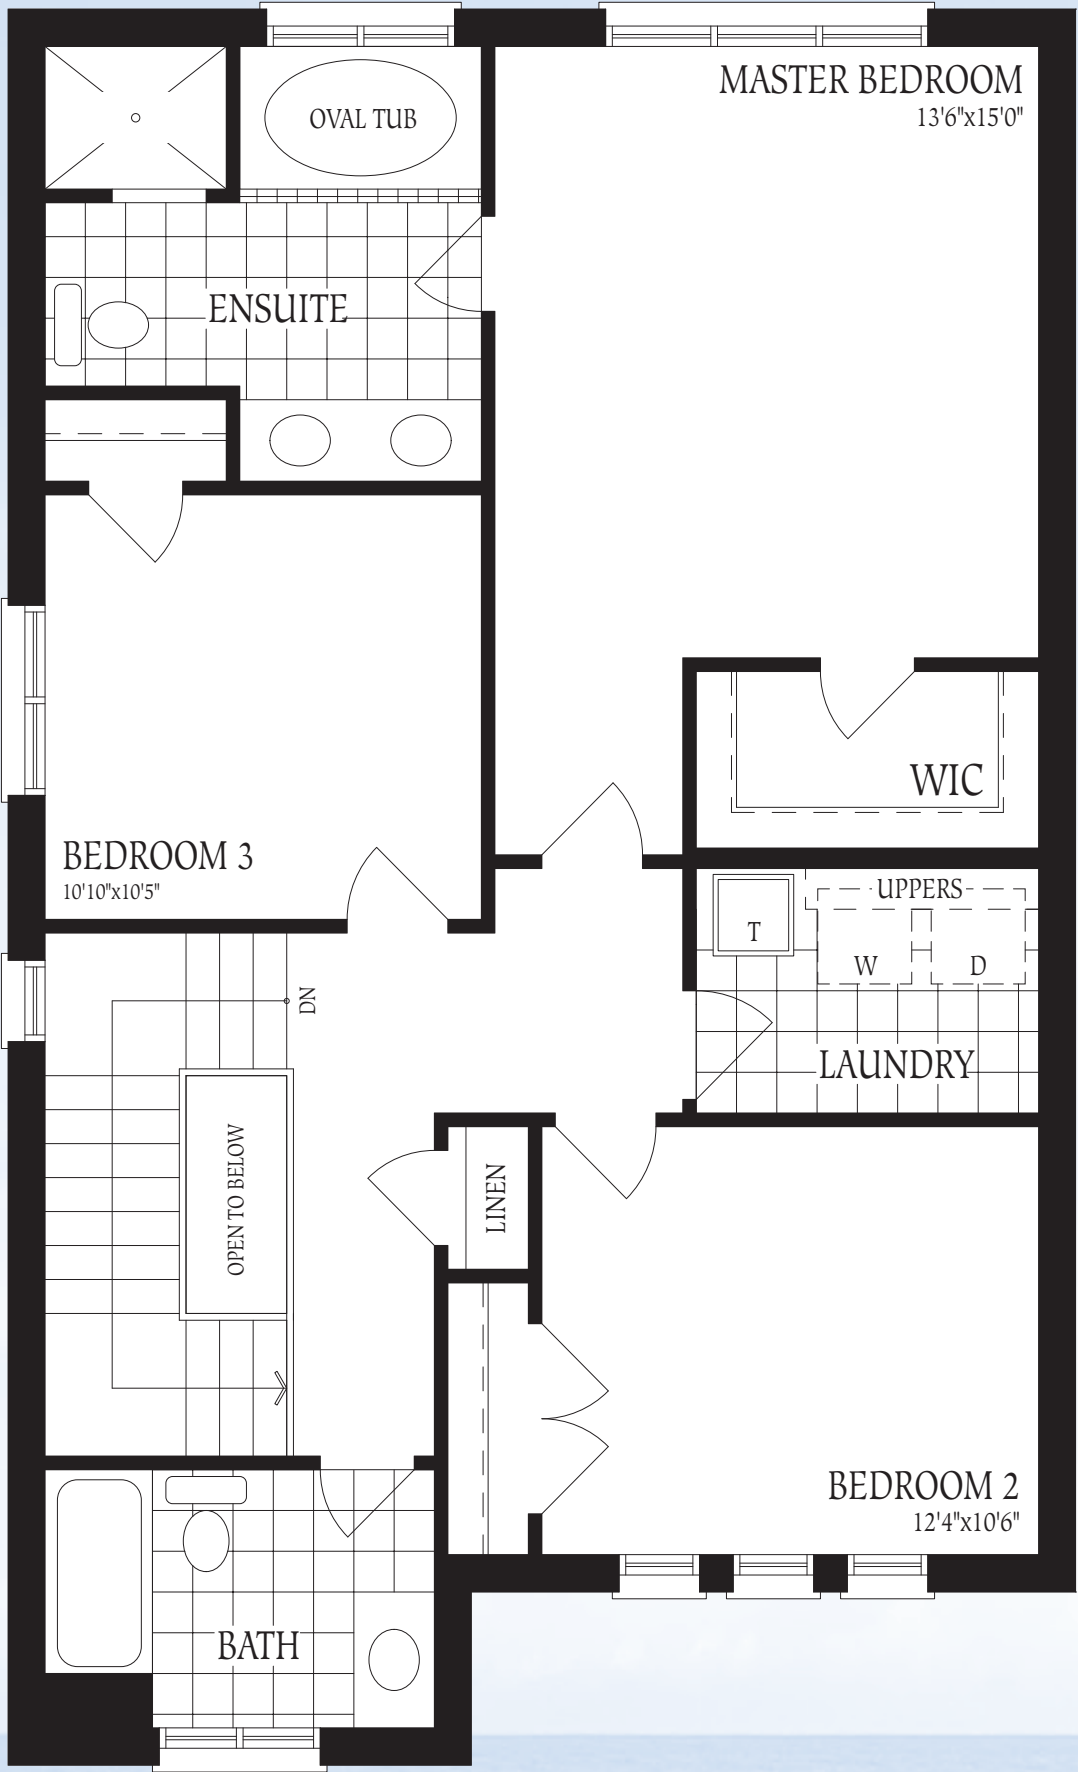 OVAL TUB
MASTER BEDROOM
13'6"x15'0"
ENSUITE
WIC
BEDROOM 3
10'10"x10'5"
UPPERS
T
W
D
DN
LAUNDRY
OPEN TO BELOW
LINEN
BEDROOM 2
12'4"x10'6"
BATH